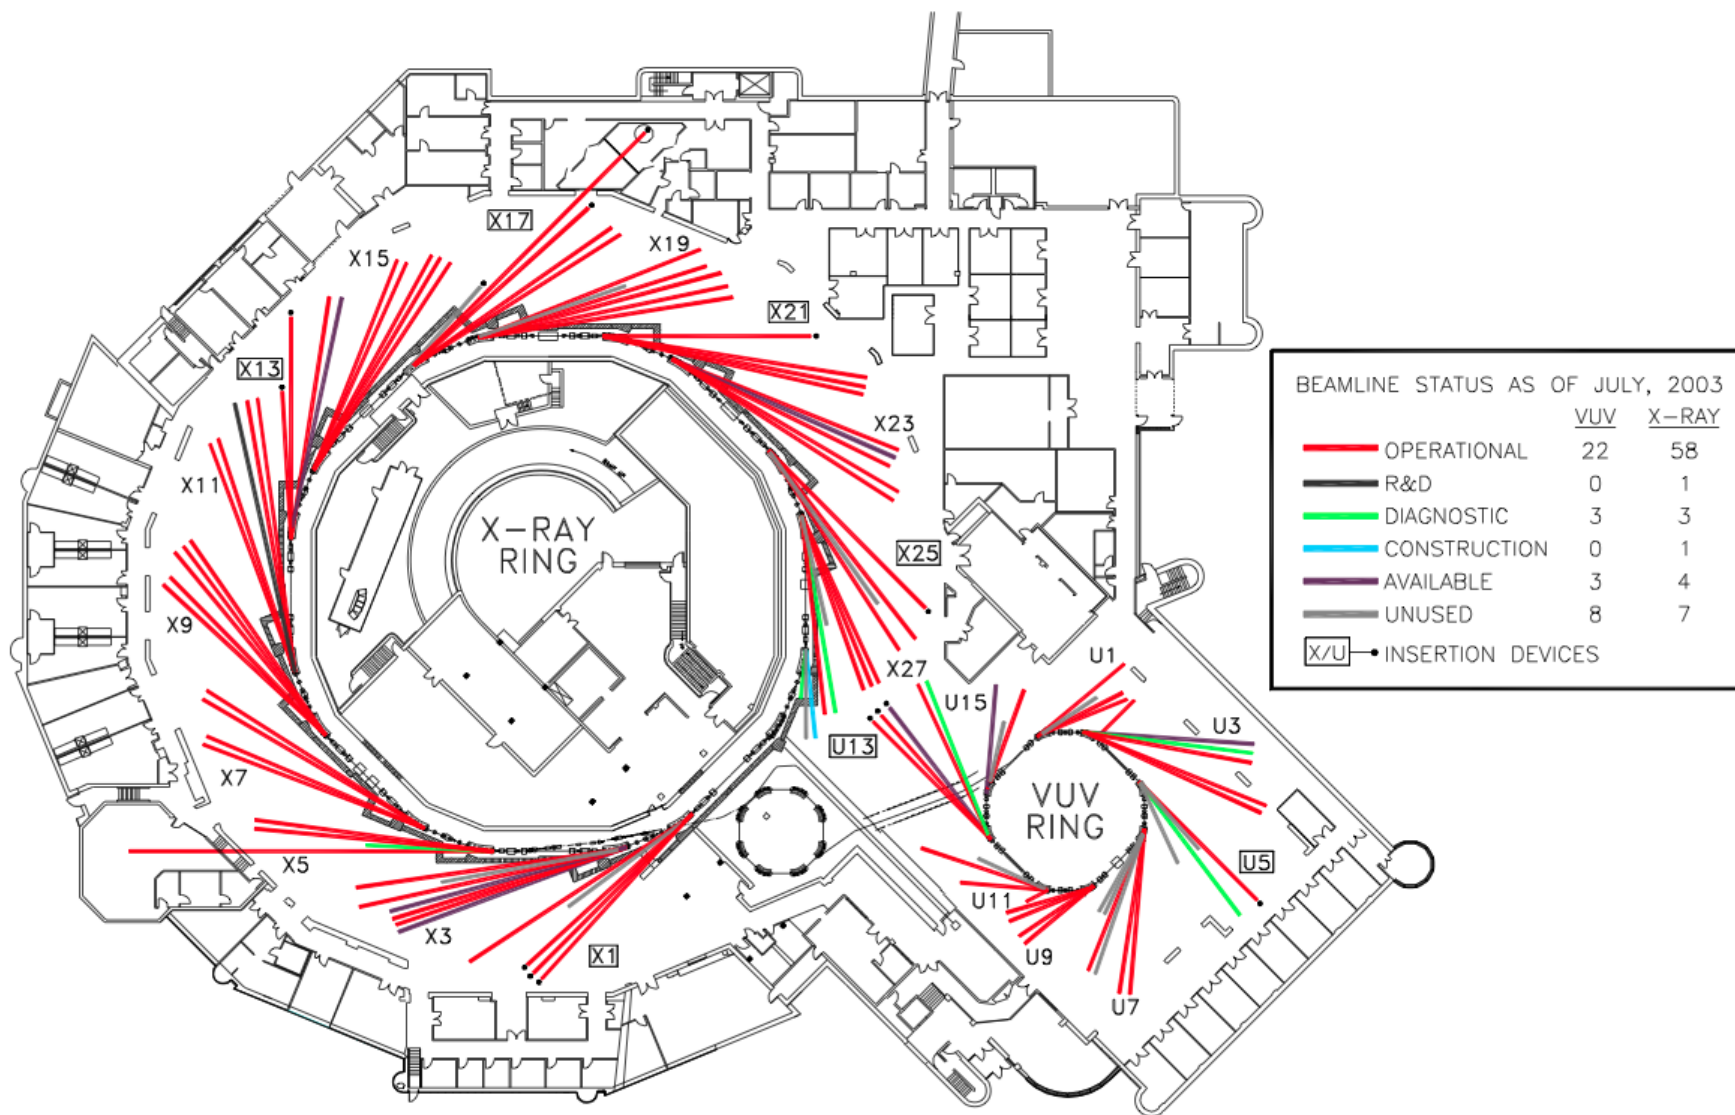 X17
X19
X15
X21
X13
X23
X11
X-RAY
RING
X25
X9
X27
U1
U15
U3
U13
X7
VUV
RING
X5
U5
U11
X3
X1
U9
U7
BEAMLINE STATUS AS OF JULY, 2003
VUV X-RAY
OPERATIONAL 22 58
R&D 0 1
DIAGNOSTIC 3 3
CONSTRUCTION 0 1
AVAILABLE 3 4
UNUSED 8 7
X/U INSERTION DEVICES